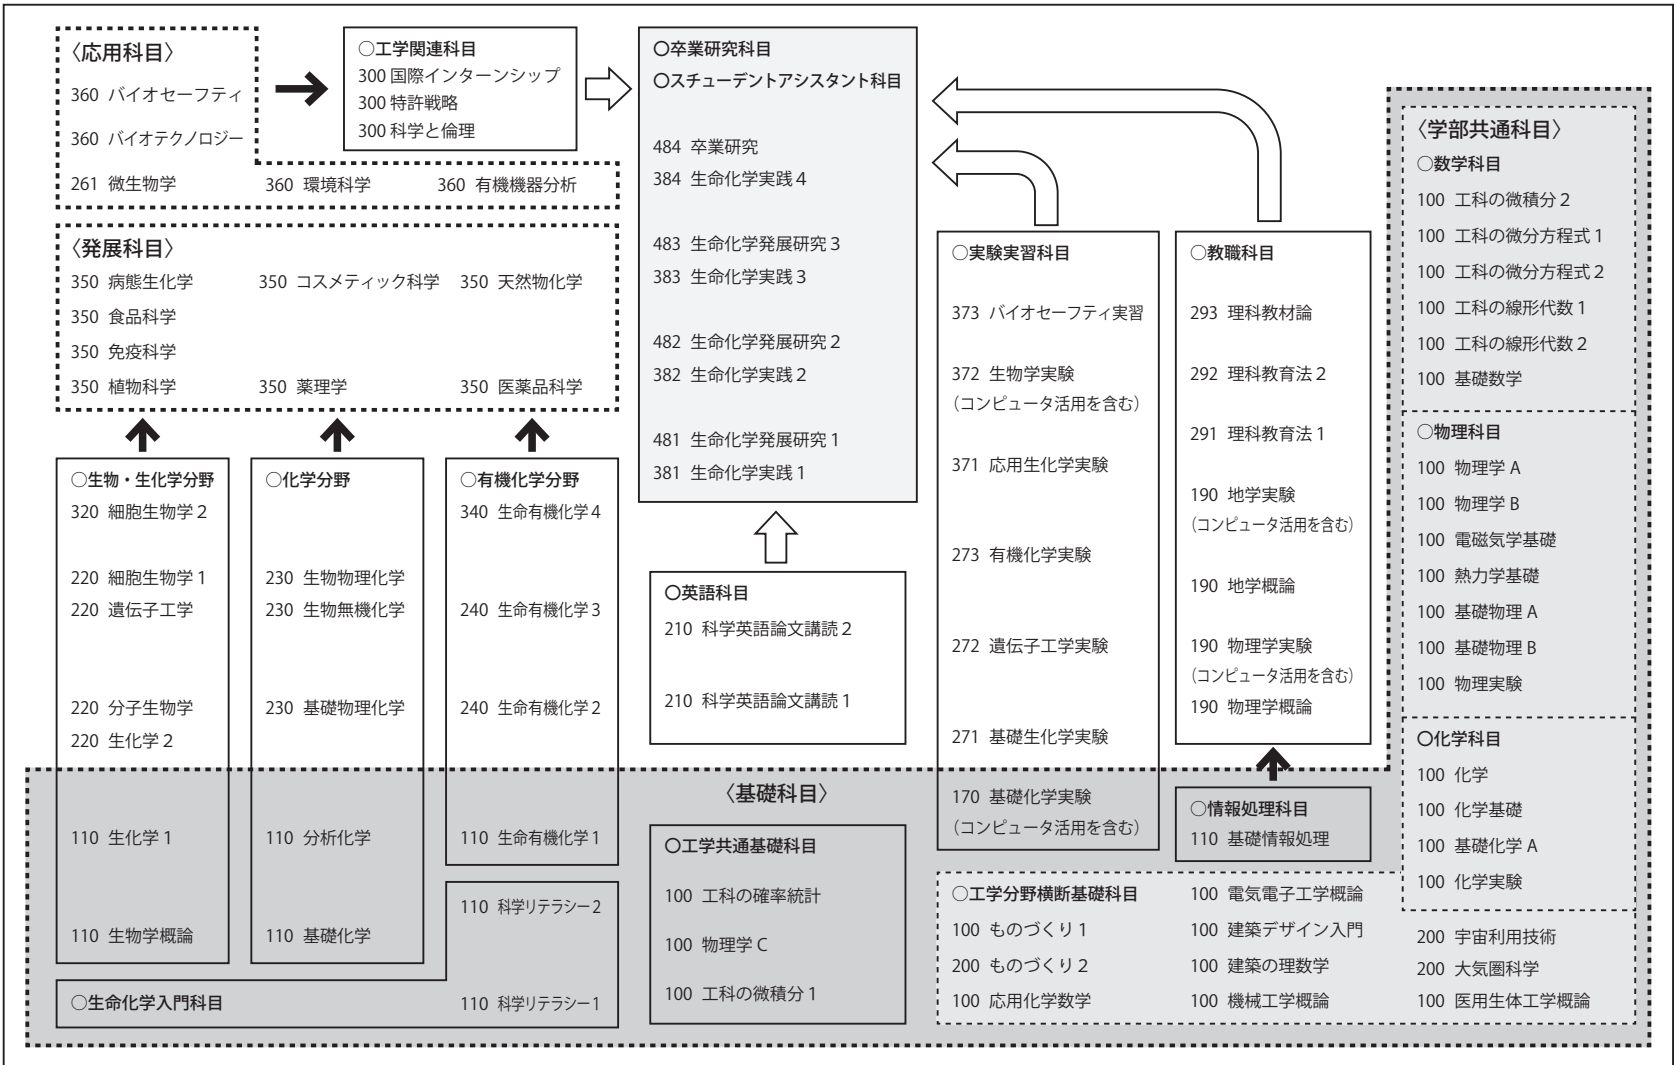 〈応用科目〉
360 バイオセーフティ
360 バイオテクノロジー
261 微生物学
360 環境科学
360 有機機器分析
○工学関連科目
300 国際インターンシップ
300 特許戦略
300 科学と倫理
〈発展科目〉
350 病態生化学
350 コスメティック科学
350 天然物化学
350 食品科学
350 免疫科学
350 植物科学
350 薬理学
350 医薬品科学
○生物・生化学分野
320 細胞生物学 2
220 細胞生物学 1
220 遺伝子工学
220 分子生物学
220 生化学 2
110 生化学 1
110 生物学概論
○化学分野
230 生物物理化学
230 生物無機化学
230 基礎物理化学
110 分析化学
110 基礎化学
○有機化学分野
340 生命有機化学 4
240 生命有機化学 3
240 生命有機化学 2
110 生命有機化学 1
110 科学リテラシー 2
○生命化学入門科目
110 科学リテラシー 1
○卒業研究科目
○スチューデントアシスタント科目
484 卒業研究
384 生命化学実践 4
483 生命化学発展研究 3
383 生命化学実践 3
482 生命化学発展研究 2
382 生命化学実践 2
481 生命化学発展研究 1
381 生命化学実践 1
○英語科目
210 科学英語論文講読 2
210 科学英語論文講読 1
〈基礎科目〉
○工学共通基礎科目
100 工科の確率統計
100 物理学 C
100 工科の微積分 1
○実験実習科目
373 バイオセーフティ実習
372 生物学実験
（コンピュータ活用を含む）
371 応用生化学実験
273 有機化学実験
272 遺伝子工学実験
271 基礎生化学実験
170 基礎化学実験
（コンピュータ活用を含む）
○教職科目
293 理科教材論
292 理科教育法 2
291 理科教育法 1
190 地学実験
（コンピュータ活用を含む）
190 地学概論
190 物理学実験
（コンピュータ活用を含む）
190 物理学概論
○情報処理科目
110 基礎情報処理
○工学分野横断基礎科目
100 ものづくり 1
200 ものづくり 2
100 応用化学数学
100 電気電子工学概論
100 建築デザイン入門
100 建築の理数学
100 機械工学概論
200 宇宙利用技術
200 大気圏科学
100 医用生体工学概論
〈学部共通科目〉
○数学科目
100 工科の微積分 2
100 工科の微分方程式 1
100 工科の微分方程式 2
100 工科の線形代数 1
100 工科の線形代数 2
100 基礎数学
○物理科目
100 物理学 A
100 物理学 B
100 電磁気学基礎
100 熱力学基礎
100 基礎物理 A
100 基礎物理 B
100 物理実験
○化学科目
100 化学
100 化学基礎
100 基礎化学 A
100 化学実験